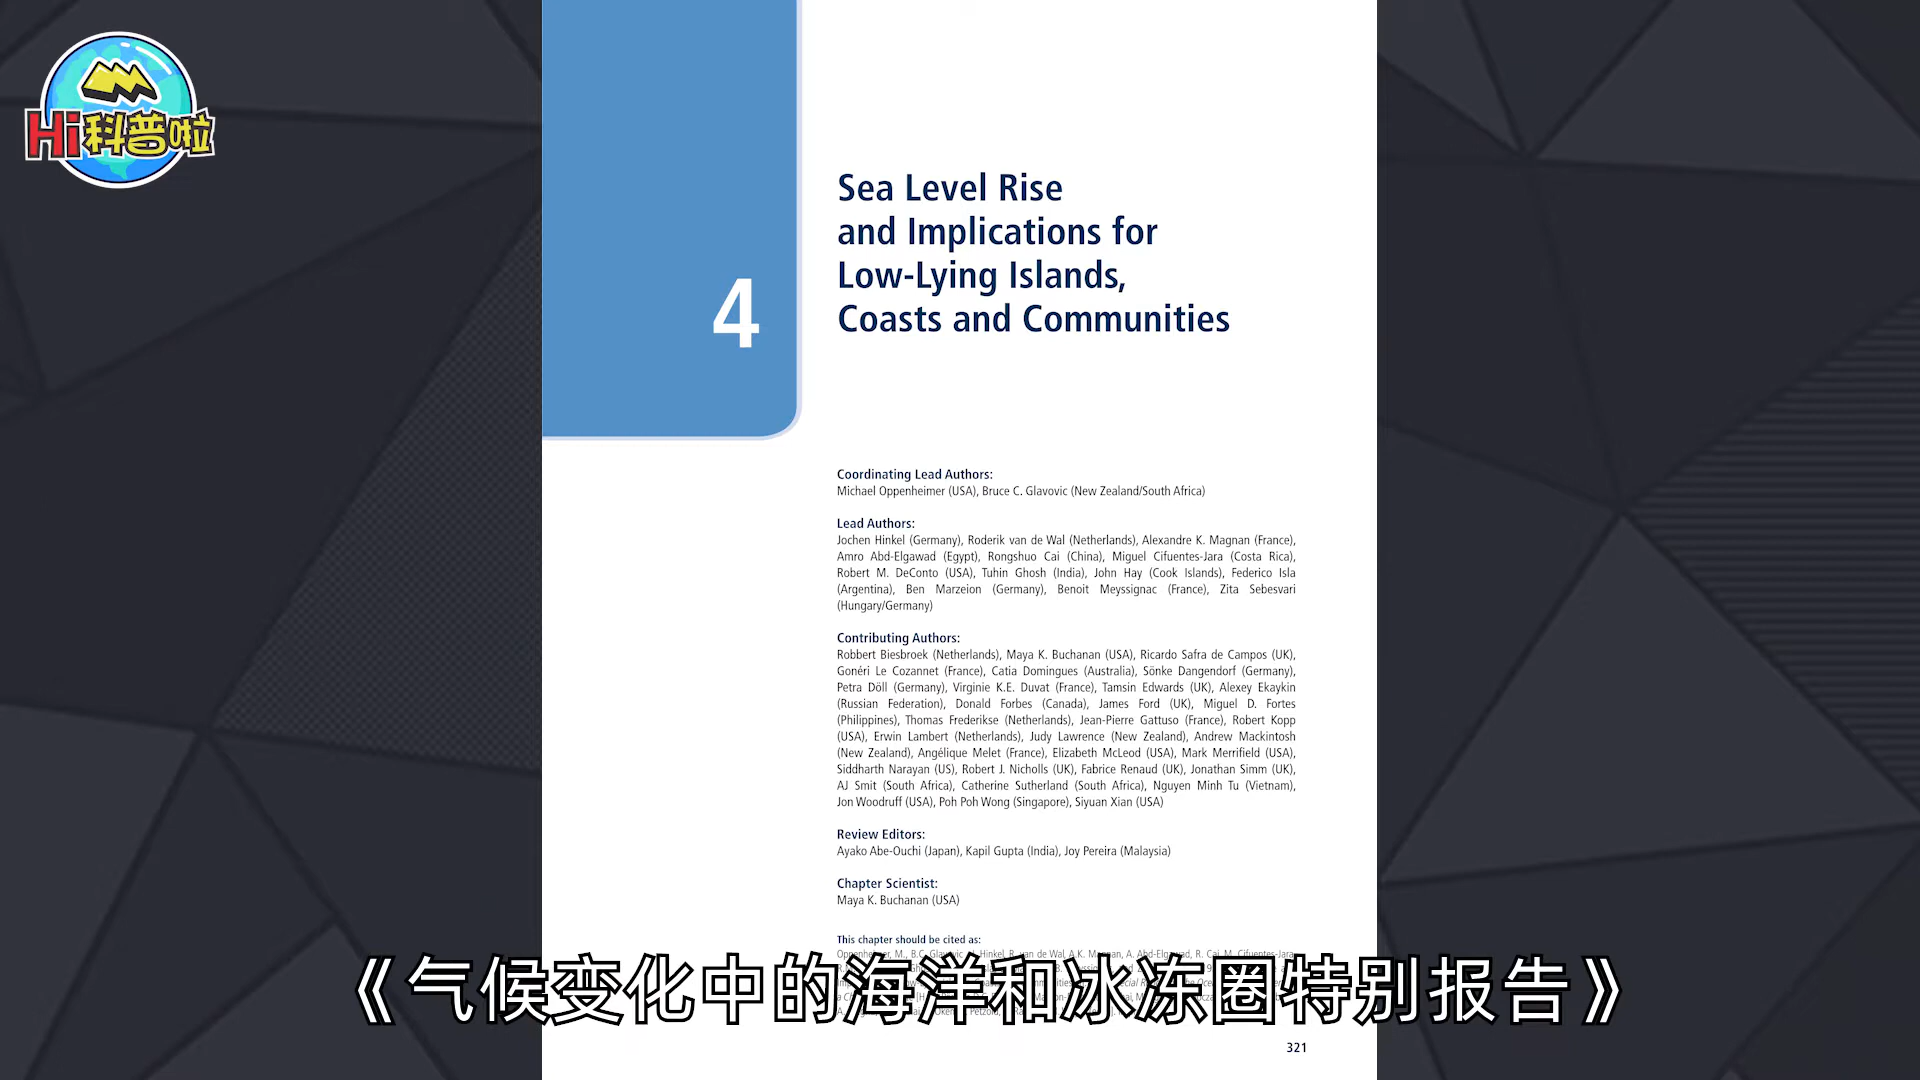 Hi科普啦
4
Sea Level Rise
and Implications for
Low-Lying Islands,
Coasts and Communities
Coordinating Lead Authors:
Michael Oppenheimer (USA), Bruce C. Glavovic (New Zealand/South Africa)
Lead Authors:
Jochen Hinkel (Germany), Roderik van de Wal (Netherlands), Alexandre K. Magnan (France),
Amro Abd-Elgawad (Egypt), Rongshuo Cai (China), Miguel Cifuentes-Jara (Costa Rica),
Robert M. DeConto (USA), Tuhin Ghosh (India), John Hay (Cook Islands), Federico Isla
(Argentina), Ben Marzeion (Germany), Benoit Meyssignac (France), Zita Sebesvari
(Hungary/Germany)
Contributing Authors:
Robbert Biesbroek (Netherlands), Maya K. Buchanan (USA), Ricardo Safra de Campos (UK),
Gonéri Le Cozannet (France), Catia Domingues (Australia), Sönke Dangendorf (Germany),
Petra Döll (Germany), Virginie K.E. Duvat (France), Tamsin Edwards (UK), Alexey Ekaykin
(Russian Federation), Donald Forbes (Canada), James Ford (UK), Miguel D. Fortes
(Philippines), Thomas Frederikse (Netherlands), Jean-Pierre Gattuso (France), Robert Kopp
(USA), Erwin Lambert (Netherlands), Judy Lawrence (New Zealand), Andrew Mackintosh
(New Zealand), Angélique Melet (France), Elizabeth McLeod (USA), Mark Merrifield (USA),
Siddharth Narayan (US), Robert J. Nicholls (UK), Fabrice Renaud (UK), Jonathan Simm (UK),
AJ Smit (South Africa), Catherine Sutherland (South Africa), Nguyen Minh Tu (Vietnam),
Jon Woodruff (USA), Poh Poh Wong (Singapore), Siyuan Xian (USA)
Review Editors:
Ayako Abe-Ouchi (Japan), Kapil Gupta (India), Joy Pereira (Malaysia)
Chapter Scientist:
Maya K. Buchanan (USA)
This chapter should be cited as:
《气候变化中的海洋和冰冻圈特别报告》
321